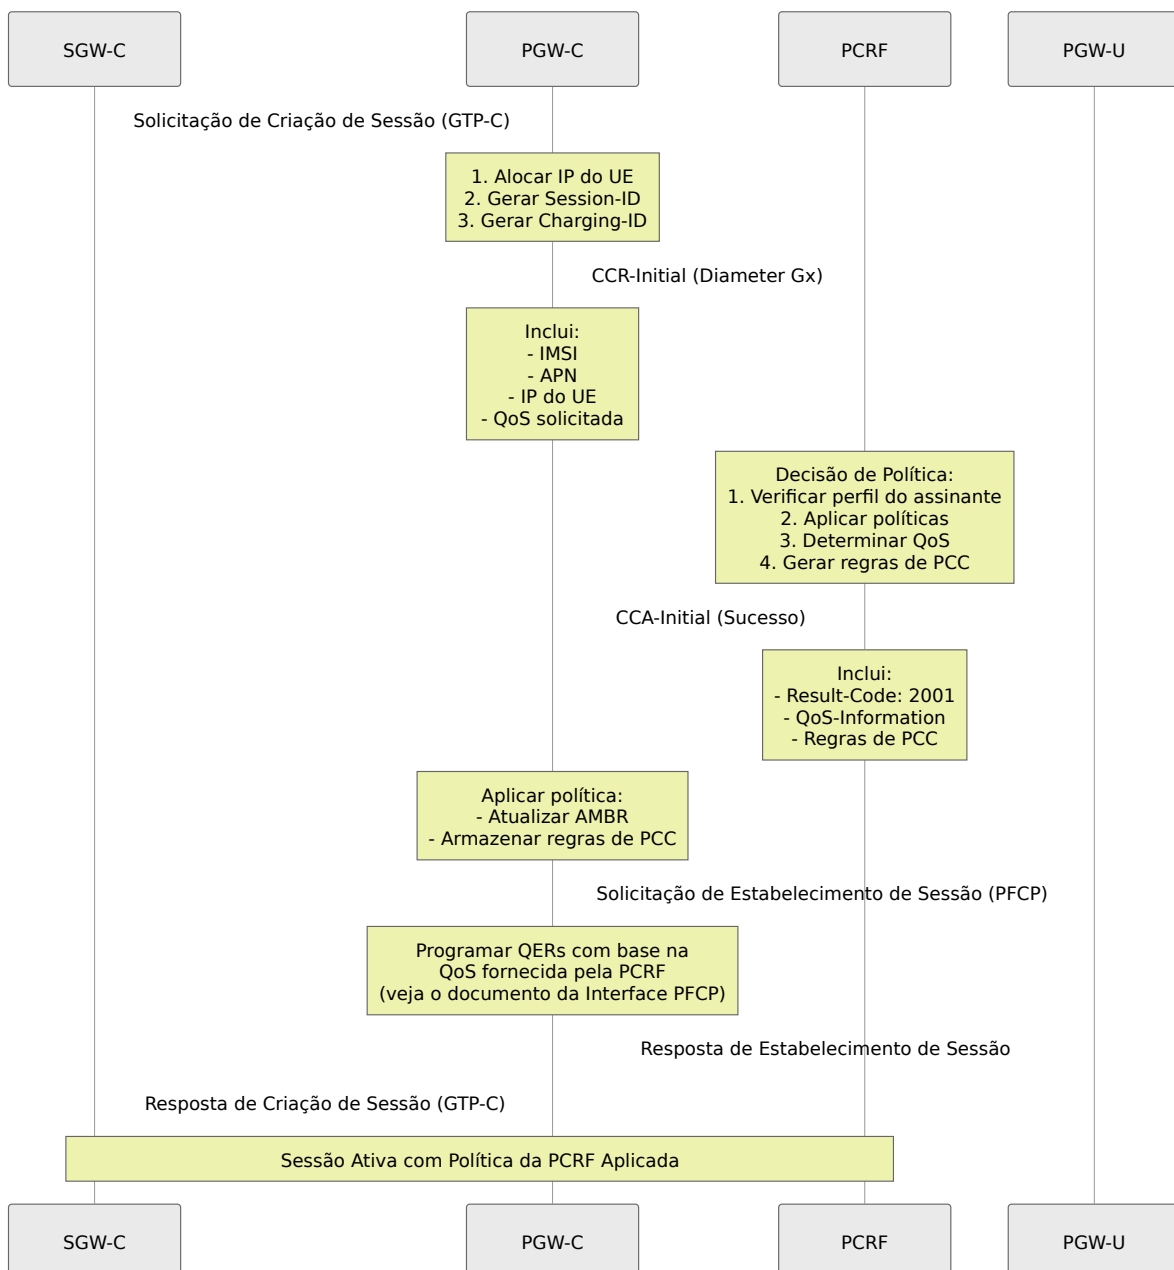 SGW-C
PGW-C
PCRF
PGW-U
Solicitação de Criação de Sessão (GTP-C)
1. Alocar IP do UE
2. Gerar Session-ID
3. Gerar Charging-ID
CCR-Initial (Diameter Gx)
Inclui:
- IMSI
- APN
- IP do UE
- QoS solicitada
Decisão de Política:
1. Verificar perfil do assinante
2. Aplicar políticas
3. Determinar QoS
4. Gerar regras de PCC
CCA-Initial (Sucesso)
Inclui:
- Result-Code: 2001
- QoS-Information
- Regras de PCC
Aplicar política:
- Atualizar AMBR
- Armazenar regras de PCC
Solicitação de Estabelecimento de Sessão (PFCP)
Programar QERs com base na
QoS fornecida pela PCRF
(veja o documento da Interface PFCP)
Resposta de Estabelecimento de Sessão
Resposta de Criação de Sessão (GTP-C)
Sessão Ativa com Política da PCRF Aplicada
SGW-C
PGW-C
PCRF
PGW-U